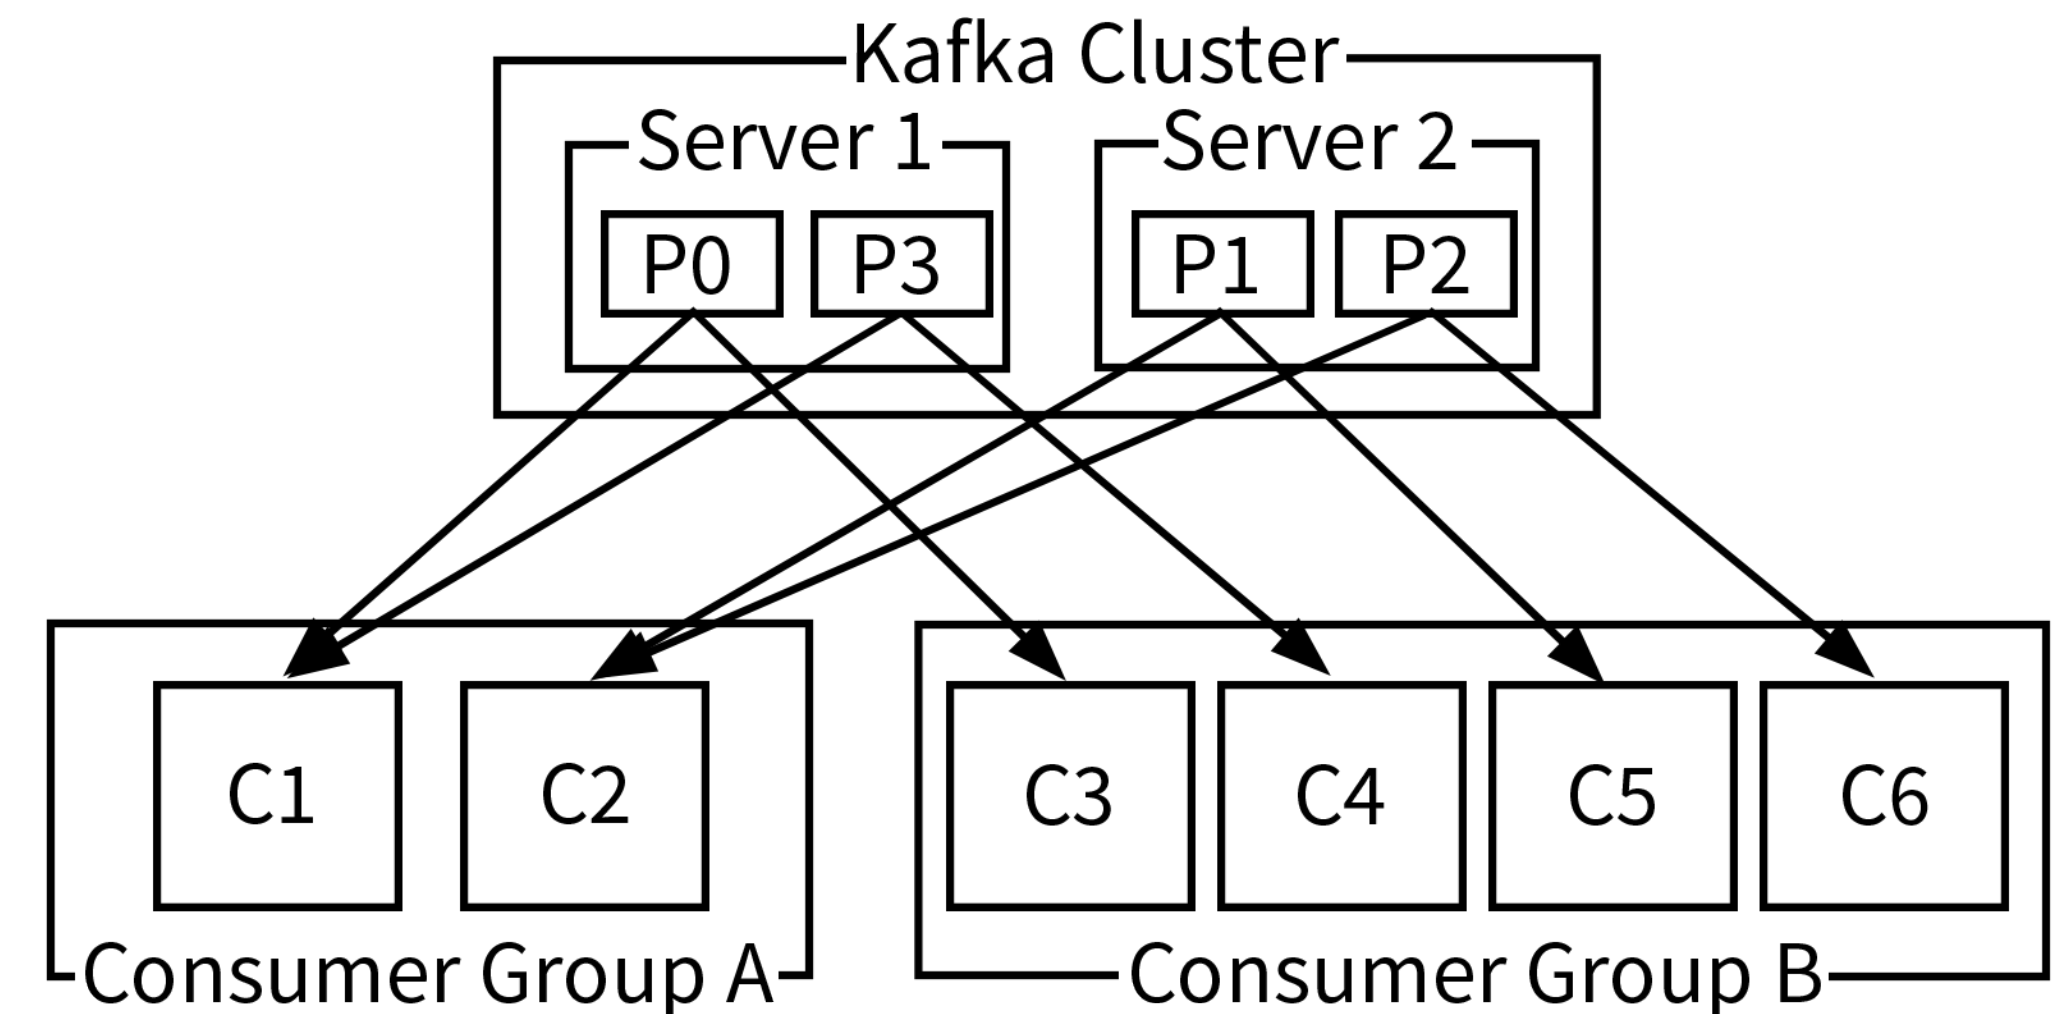 Kafka Cluster
Server 1
Server 2
P0
P3
P1
P2
C1
C2
C3
C4
C5
C6
Consumer Group A
Consumer Group B